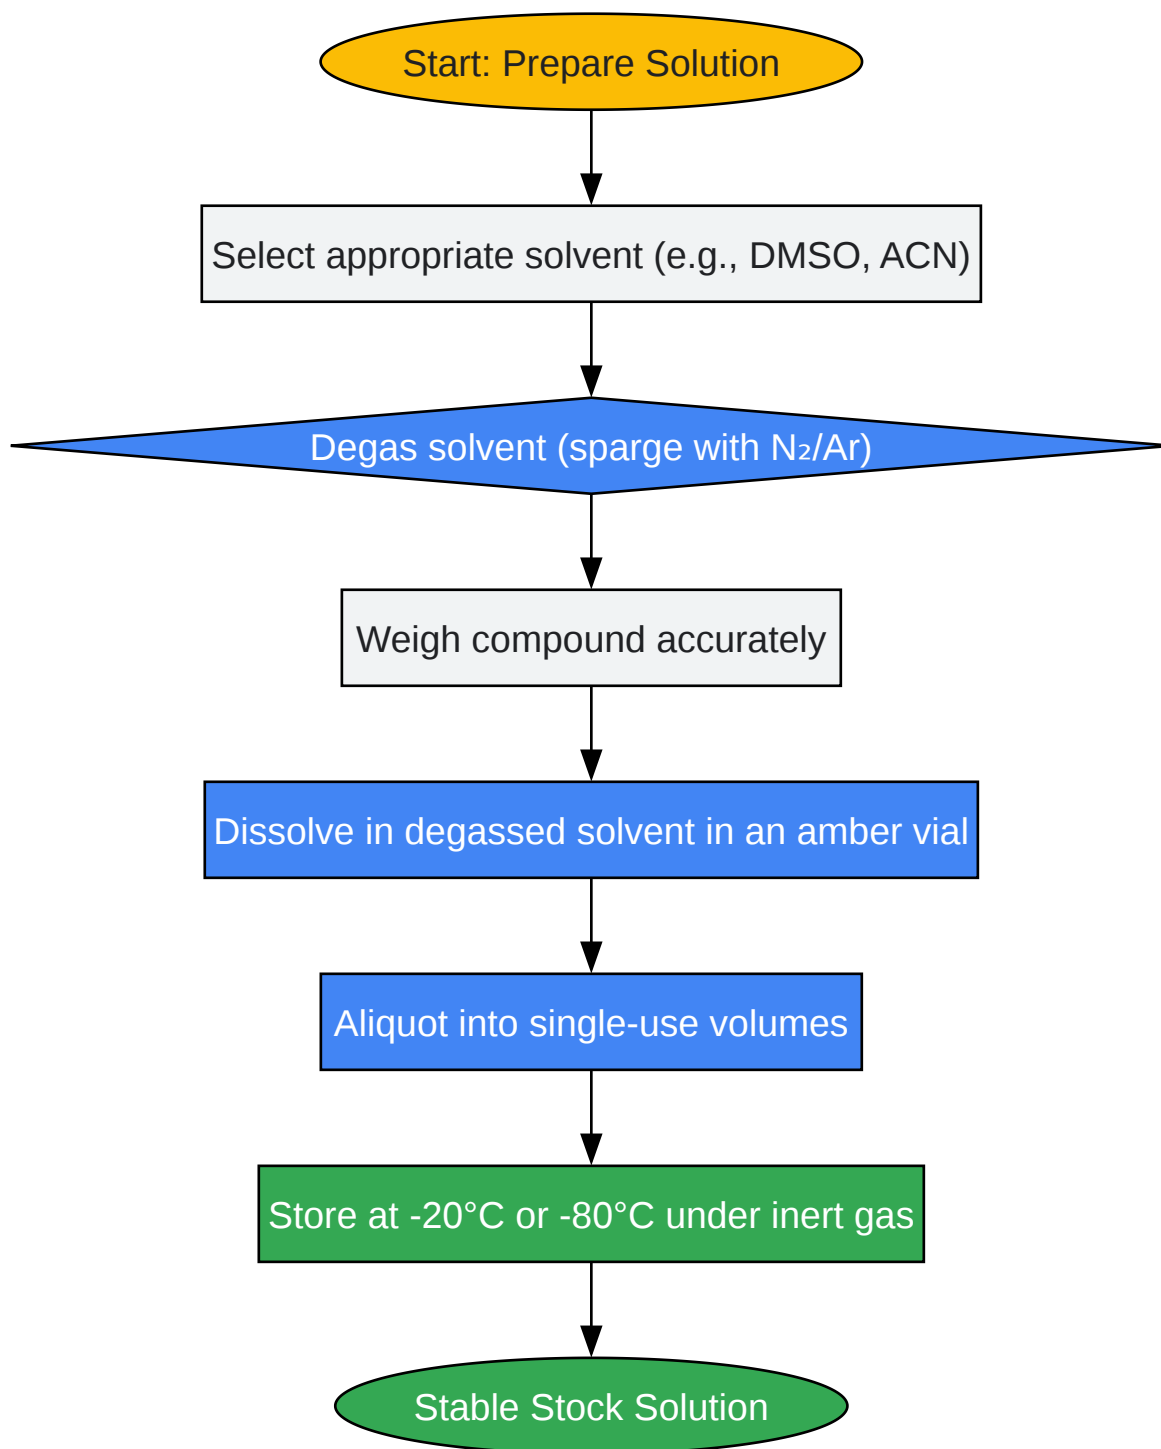 Start: Prepare Solution
Select appropriate solvent (e.g., DMSO, ACN)
Degas solvent (sparge with N₂/Ar)
Weigh compound accurately
Dissolve in degassed solvent in an amber vial
Aliquot into single-use volumes
Store at -20°C or -80°C under inert gas
Stable Stock Solution